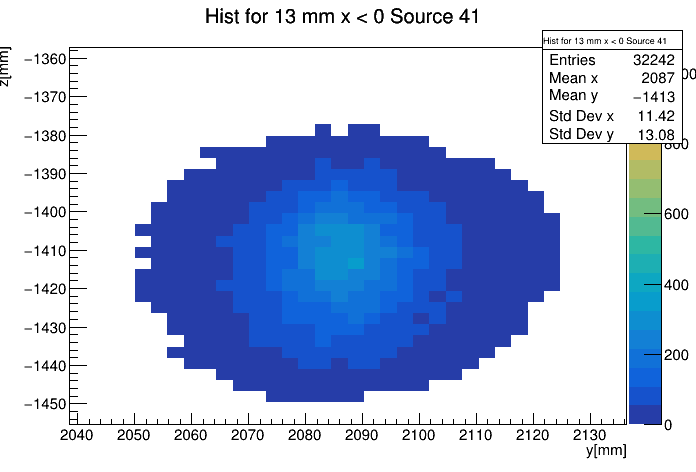 Hist for 13 mm x < 0 Source 41
Hist for 13 mm x < 0 Source 41
Entries 32242
Mean x 2087
Mean y −1413
Std Dev x 11.42
Std Dev y 13.08
z[mm]
−1360
−1370
−1380
−1390
−1400
−1410
−1420
−1430
−1440
−1450
2040 2050 2060 2070 2080 2090 2100 2110 2120 2130
y[mm]
600
400
200
0